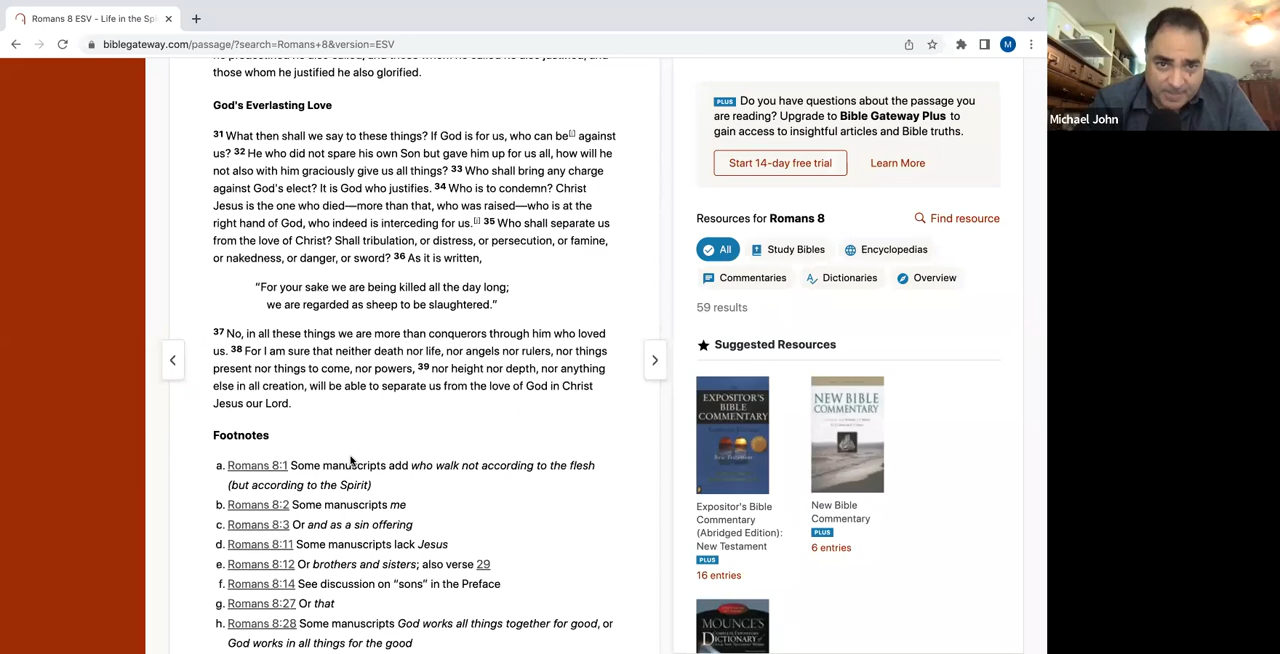 Romans 8 ESV - Life in the Spi
biblegateway.com/passage/?search=Romans+8&version=ESV
M
those whom he justified he also glorified.
God's Everlasting Love
31 What then shall we say to these things? If God is for us, who can be[i] against
us? 32 He who did not spare his own Son but gave him up for us all, how will he
not also with him graciously give us all things? 33 Who shall bring any charge
against God's elect? It is God who justifies. 34 Who is to condemn? Christ
Jesus is the one who died—more than that, who was raised—who is at the
right hand of God, who indeed is interceding for us.[j] 35 Who shall separate us
from the love of Christ? Shall tribulation, or distress, or persecution, or famine,
or nakedness, or danger, or sword? 36 As it is written,
“For your sake we are being killed all the day long;
we are regarded as sheep to be slaughtered.”
37 No, in all these things we are more than conquerors through him who loved
us. 38 For I am sure that neither death nor life, nor angels nor rulers, nor things
present nor things to come, nor powers, 39 nor height nor depth, nor anything
else in all creation, will be able to separate us from the love of God in Christ
Jesus our Lord.
Footnotes
a. Romans 8:1 Some manuscripts add who walk not according to the flesh
(but according to the Spirit)
b. Romans 8:2 Some manuscripts me
c. Romans 8:3 Or and as a sin offering
d. Romans 8:11 Some manuscripts lack Jesus
e. Romans 8:12 Or brothers and sisters; also verse 29
f. Romans 8:14 See discussion on “sons” in the Preface
g. Romans 8:27 Or that
h. Romans 8:28 Some manuscripts God works all things together for good, or
God works in all things for the good
PLUS Do you have questions about the passage you
are reading? Upgrade to Bible Gateway Plus to
gain access to insightful articles and Bible truths.
Start 14-day free trial
Learn More
Resources for Romans 8
Find resource
All
Study Bibles
Encyclopedias
Commentaries
Dictionaries
Overview
59 results
Suggested Resources
EXPOSITOR'S
BIBLE
COMMENTARY
NEW BIBLE
COMMENTARY
Expositor's Bible
Commentary
(Abridged Edition):
New Testament
PLUS
16 entries
New Bible
Commentary
PLUS
6 entries
MOUNCE'S
DICTIONARY
Michael John